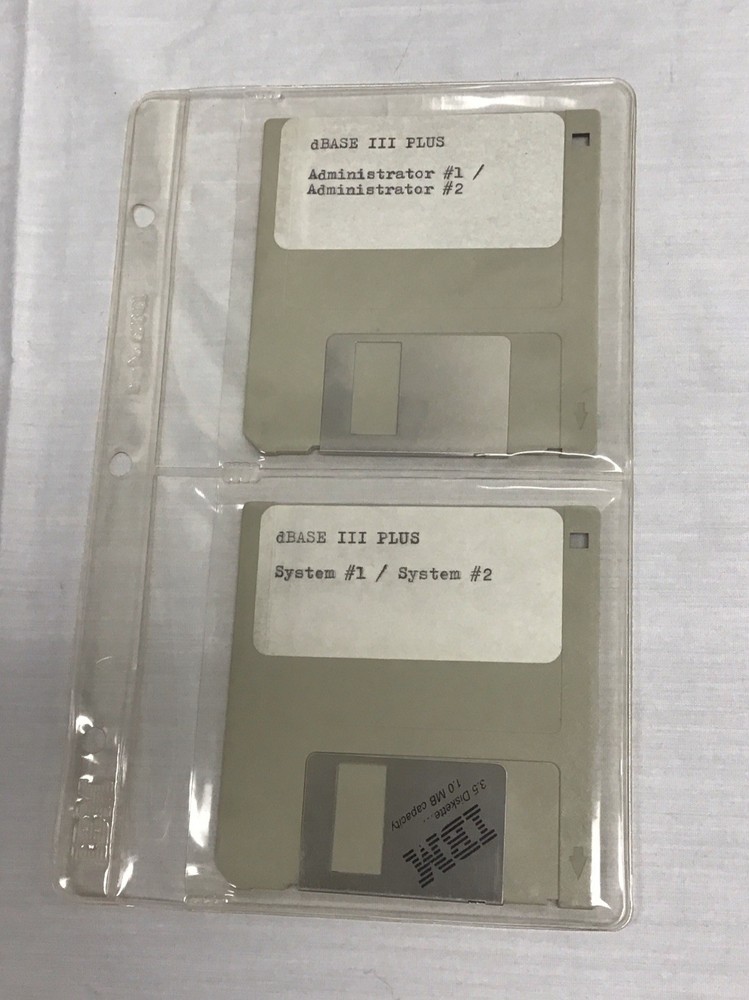 dBASE III PLUS
Administrator #1 /
Administrator #2
dBASE III PLUS
System #1 / System #2
3.5 Diskette...
1.0 MB capacity
IBM
IBM